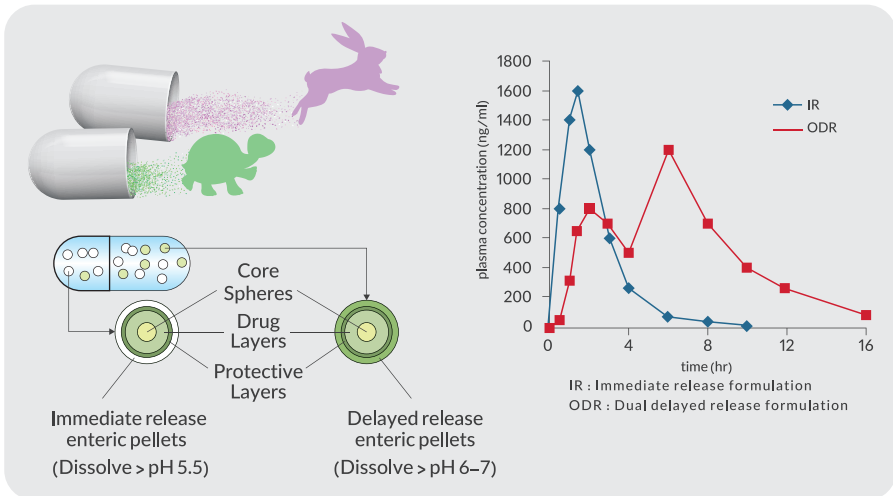 Core
Spheres
Drug
Layers
Protective
Layers
Immediate release
enteric pellets
(Dissolve > pH 5.5)
Delayed release
enteric pellets
(Dissolve > pH 6–7)
plasma concentration (ng/ml)
1800
1600
1400
1200
1000
800
600
400
200
0
IR
ODR
0 4 8 12 16
time (hr)
IR : Immediate release formulation
ODR : Dual delayed release formulation